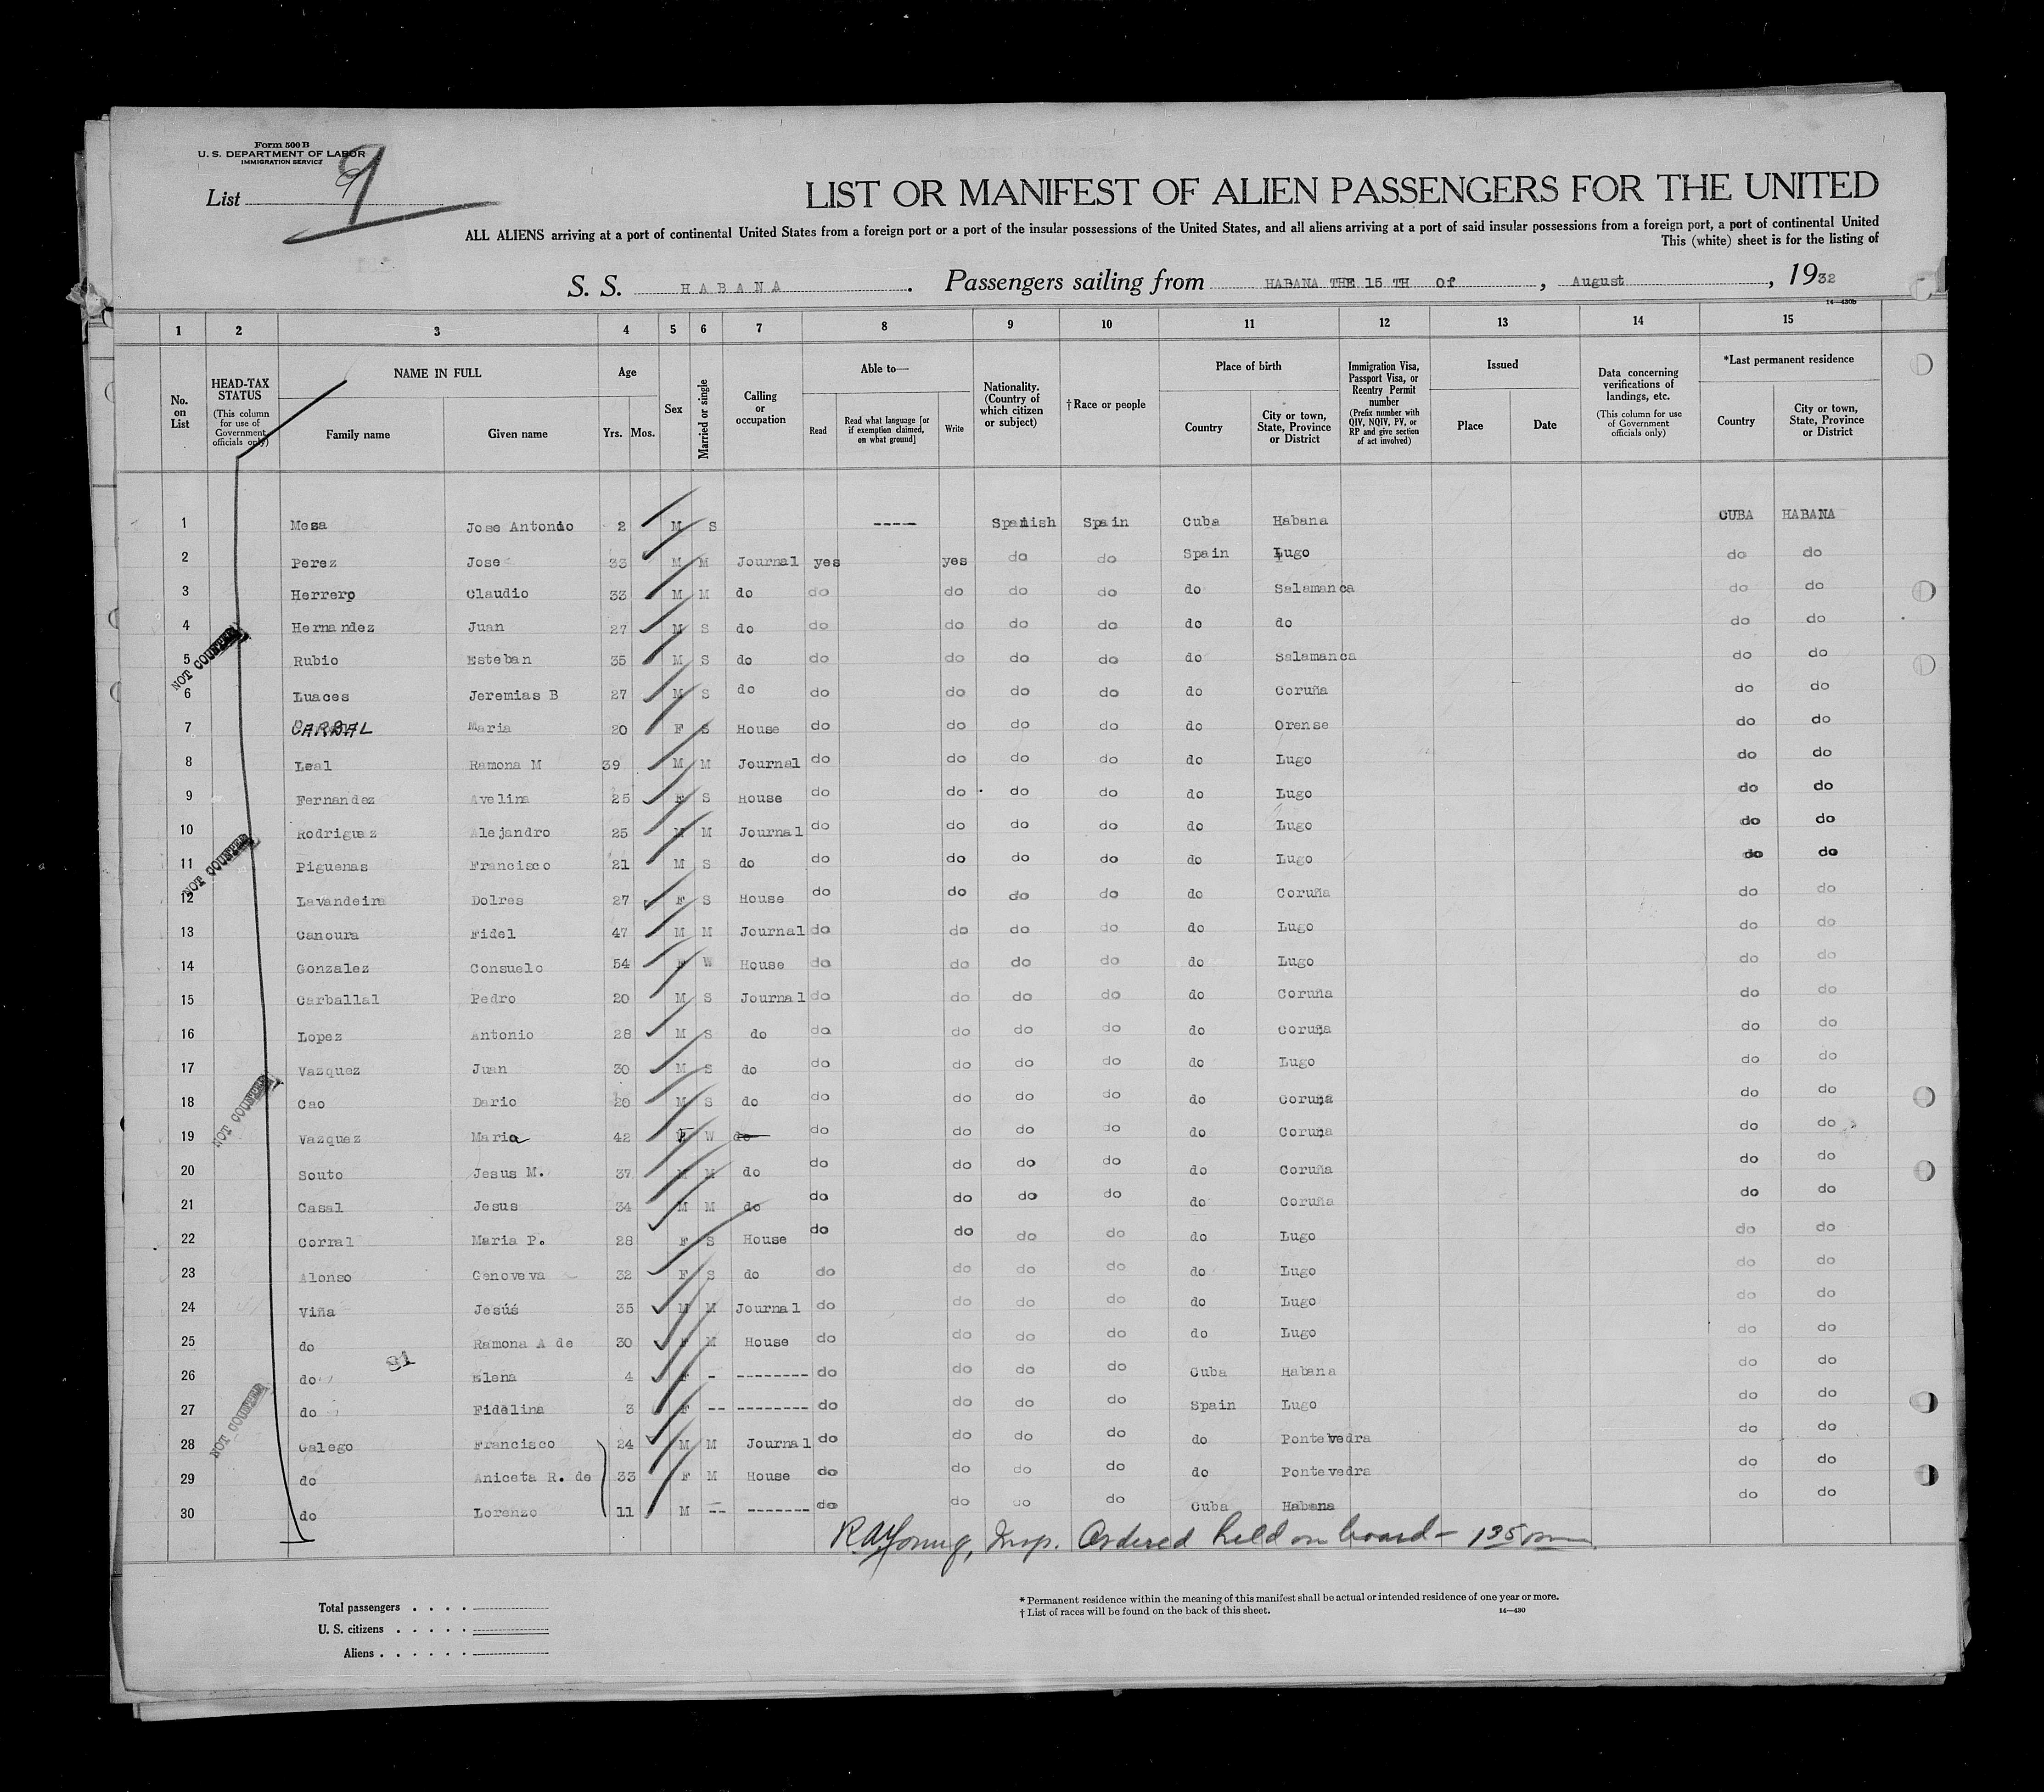 Form 500 B
U. S. DEPARTMENT OF LABOR
IMMIGRATION SERVICE
List 9
9
LIST OR MANIFEST OF ALIEN PASSENGERS FOR THE UNITED
ALL ALIENS arriving at a port of continental United States from a foreign port or a port of the insular possessions of the United States, and all aliens arriving at a port of said insular possessions from a foreign port, a port of continental United
This (white) sheet is for the listing of
S. S. HABANA. Passengers sailing from HABANA THE 15 TH Of, August, 1932
14—430b
1 2 3 4 5 6 7 8 9 10 11 12 13 14 15
No. on List
HEAD-TAX STATUS (This column for use of Government officials only)
NAME IN FULL
Family name Given name
Age
Yrs. Mos.
Sex
Married or single
Calling or occupation
Able to—
Read
Read what language [or if exemption claimed, on what ground]
Write
Nationality. (Country of which citizen or subject)
†Race or people
Place of birth
Country
City or town, State, Province or District
Immigration Visa, Passport Visa, or Reentry Permit number (Prefix number with QIV, NQIV, PV, or RP and give section of act involved)
Issued
Place Date
Data concerning verifications of landings, etc. (This column for use of Government officials only)
*Last permanent residence
Country
City or town, State, Province or District
1 Mesa Jose Antonio 2 M S ---- Spanish Spain Cuba Habana CUBA HABANA
2 Perez Jose 33 M M Journal yes yes do do Spain Lugo do do
3 Herrero Claudio 33 M M do do do do do do Salamanca do do
4 Hernandez Juan 27 M S do do do do do do do do do
5 Rubio Esteban 35 M S do do do do do do Salamanca do do
6 Luaces Jeremias B 27 M S do do do do do do Coruña do do
7 CARBAL Maria 20 F S House do do do do do Orense do do
8 Leal Ramona M 39 M M Journal do do do do do Lugo do do
9 Fernandez Avelina 25 F S House do do do do do Lugo do do
10 Rodriguez Alejandro 25 M M Journal do do do do do Lugo do do
11 Piguenas Francisco 21 M S do do do do do do Lugo do do
12 Lavandeira Dolres 27 F S House do do do do do Coruña do do
13 Canoura Fidel 47 M M Journal do do do do do Lugo do do
14 Gonzalez Consuelo 54 F W House do do do do do Lugo do do
15 Carballal Pedro 20 M S Journal do do do do do Coruña do do
16 Lopez Antonio 28 M S do do do do do do Coruña do do
17 Vazquez Juan 30 M S do do do do do do Lugo do do
18 Cao Dario 20 M S do do do do do do Coruña do do
19 Vazquez Maria 42 F W do do do do do do Coruña do do
20 Souto Jesus M. 37 M M do do do do do do Coruña do do
21 Casal Jesus 34 M M do do do do do do Coruña do do
22 Corral Maria P. 28 F S House do do do do do Lugo do do
23 Alonso Genoveva 32 F S do do do do do do Lugo do do
24 Viña Jesús 35 M M Journal do do do do do Lugo do do
25 do Ramona A de 30 F M House do do do do do Lugo do do
91
26 do Elena 4 F - -------- do do do do Cuba Habana do do
27 do Fidelina 3 F -- -------- do do do do Spain Lugo do do
28 Galego Francisco 24 M M Journal do do do do do Pontevedra do do
29 do Aniceta R. de 33 F M House do do do do do Pontevedra do do
30 do Lorenzo 11 M -- ------- do do do do Cuba Habana do do
NOT COUNTED
NOT COUNTED
NOT COUNTED
NOT COUNTED
R A Young, Insp. Ordered held on board – 135 pm
Total passengers . . . .
U. S. citizens . . . . .
Aliens . . . . . .
* Permanent residence within the meaning of this manifest shall be actual or intended residence of one year or more.
† List of races will be found on the back of this sheet.
14—430